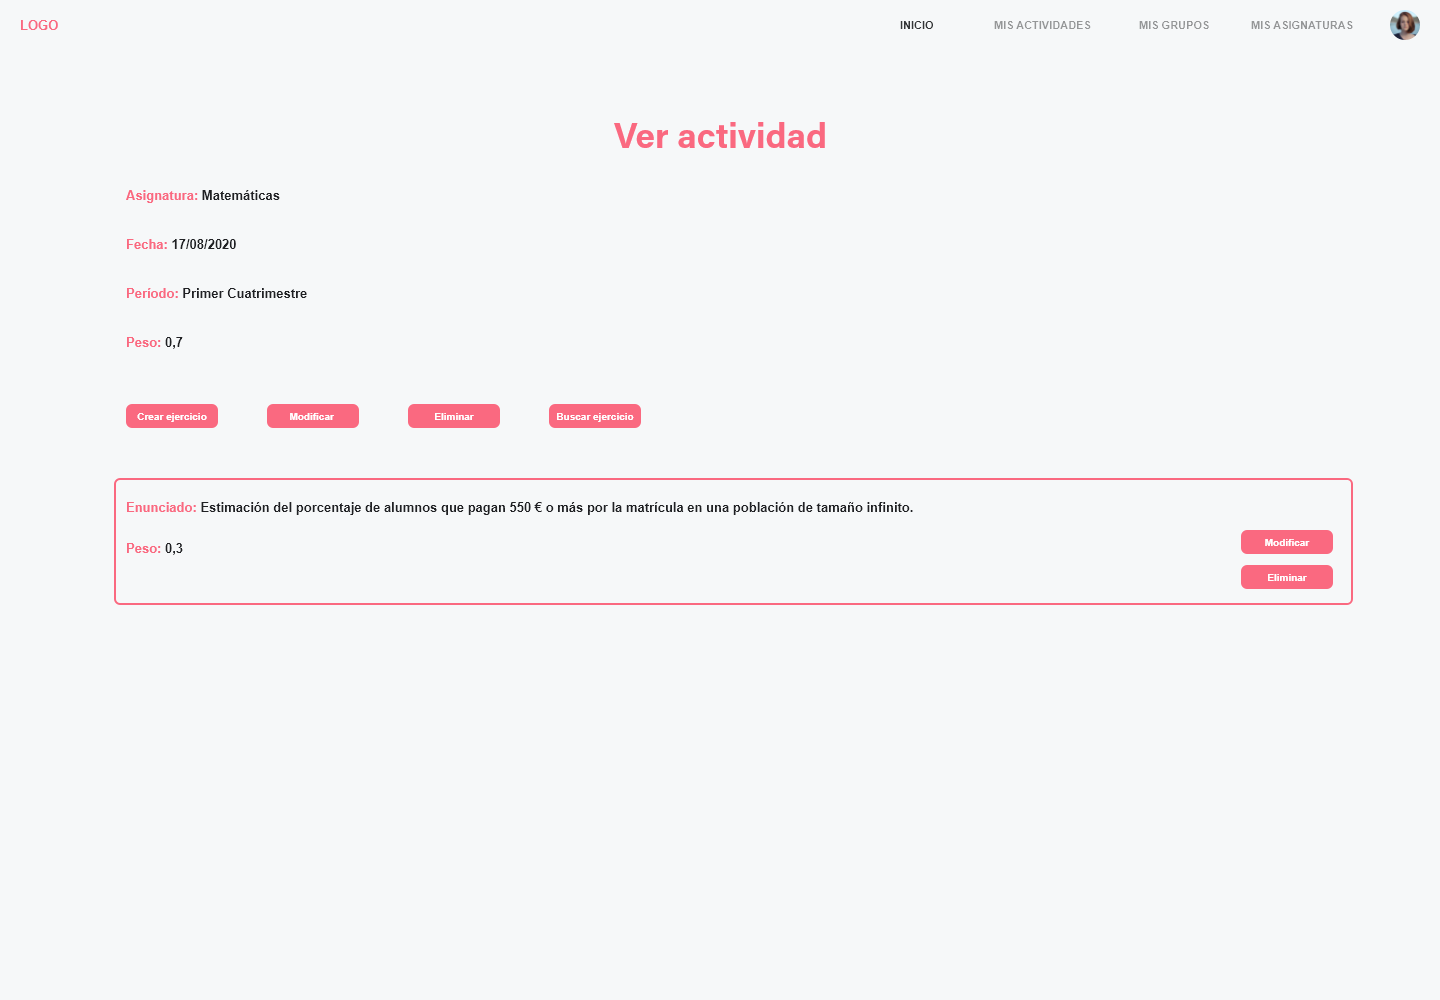 LOGO
INICIO
MIS ACTIVIDADES
MIS GRUPOS
MIS ASIGNATURAS
Ver actividad
Asignatura: Matemáticas
Fecha: 17/08/2020
Período: Primer Cuatrimestre
Peso: 0,7
Crear ejercicio
Modificar
Eliminar
Buscar ejercicio
Enunciado: Estimación del porcentaje de alumnos que pagan 550 € o más por la matrícula en una población de tamaño infinito.
Peso: 0,3
Modificar
Eliminar